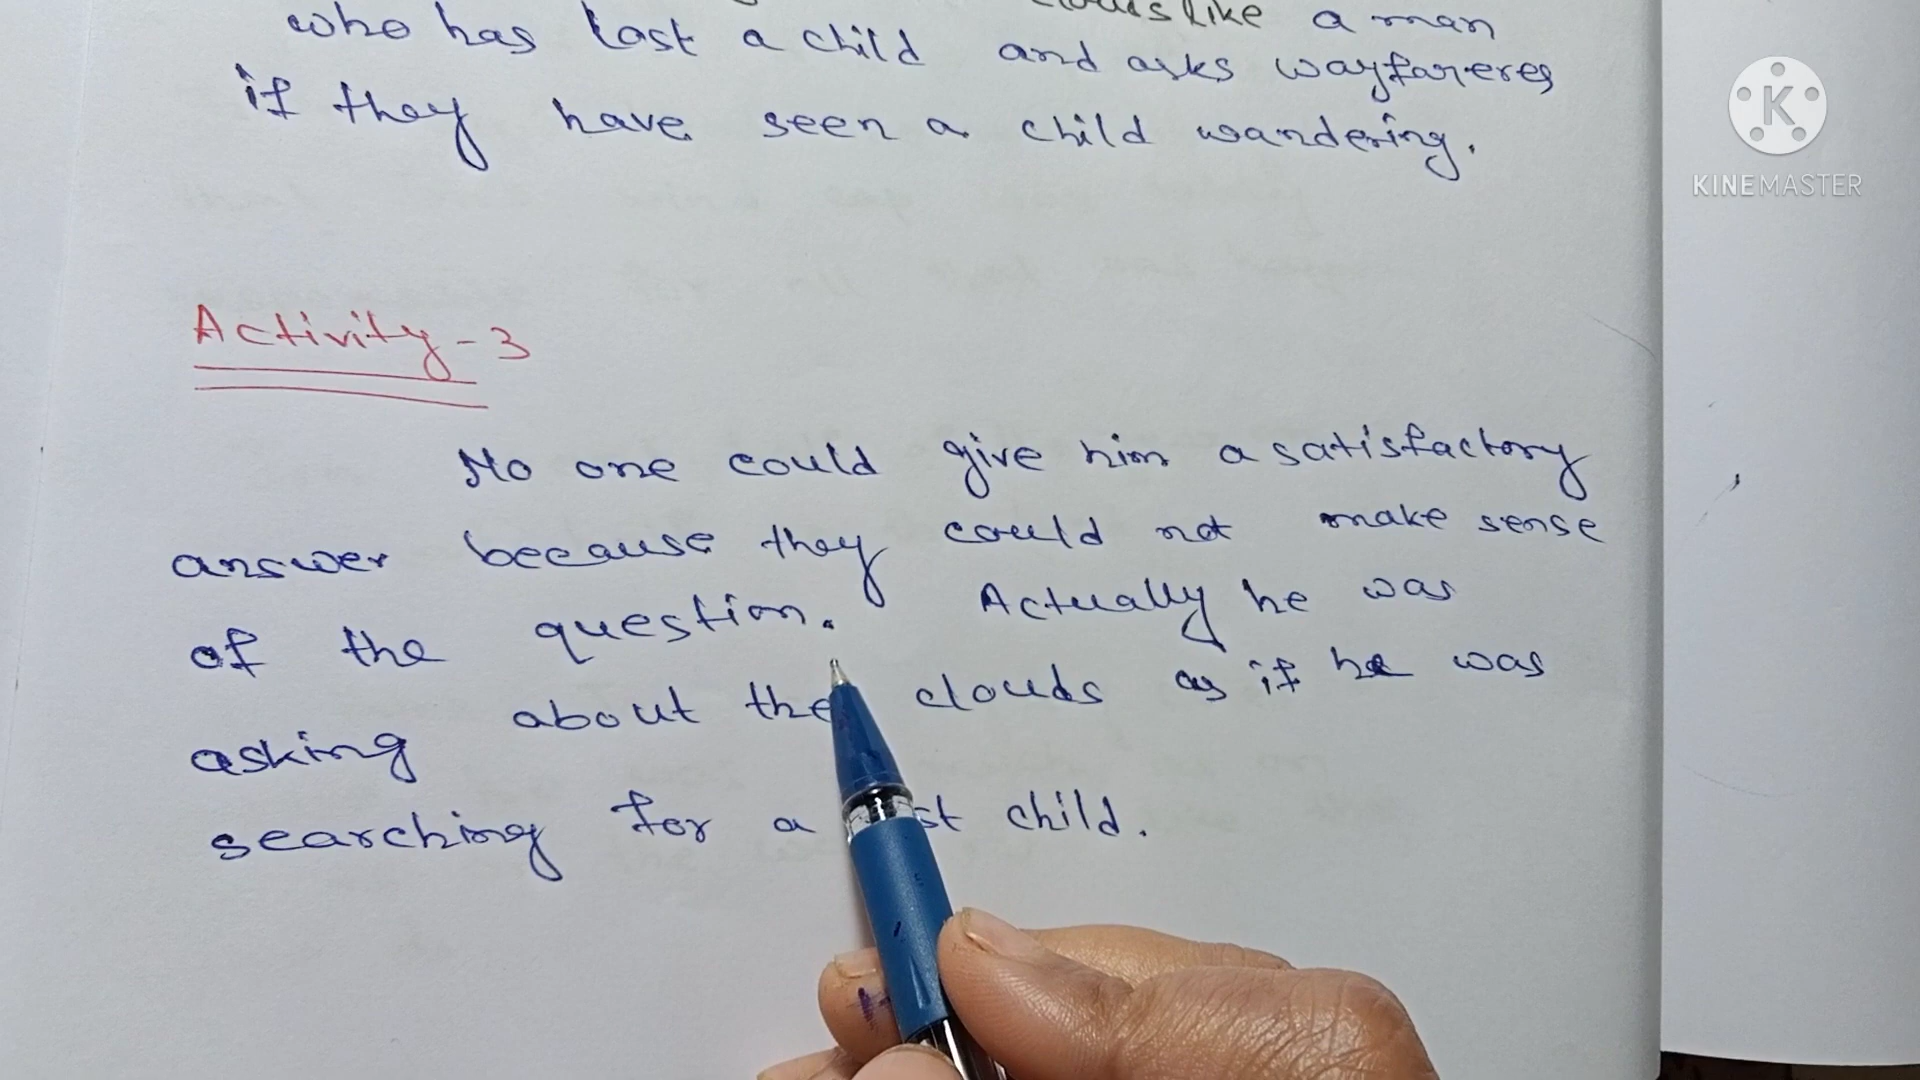 like a man
who has lost a child and asks wayfareres
if they have seen a child wandering.
K
KINEMASTER
Activity-3
No one could give him a satisfactory
answer because they could not make sense
of the question. Actually he was
asking about the clouds as if he was
searching for a child.